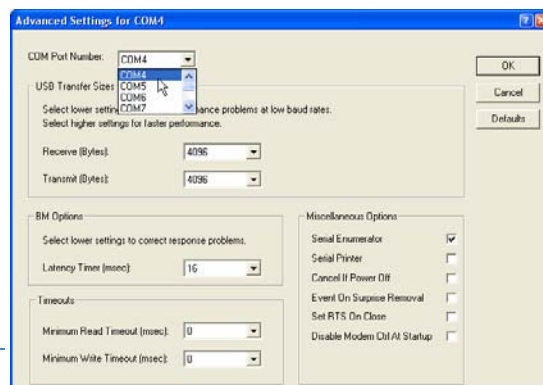 Advanced Settings for COM4
COM Port Number: COM4
COM4
COM5
COM6
COM7
OK
Cancel
Defaults
USB Transfer Sizes
Select lower settin ance problems at low baud rates.
Select higher settings for faster performance.
Receive (Bytes): 4096
Transmit (Bytes): 4096
BM Options
Select lower settings to correct response problems.
Latency Timer (msec): 16
Timeouts
Minimum Read Timeout (msec): 0
Minimum Write Timeout (msec): 0
Miscellaneous Options
Serial Enumerator
Serial Printer
Cancel If Power Off
Event On Surprise Removal
Set RTS On Close
Disable Modem Ctrl At Startup